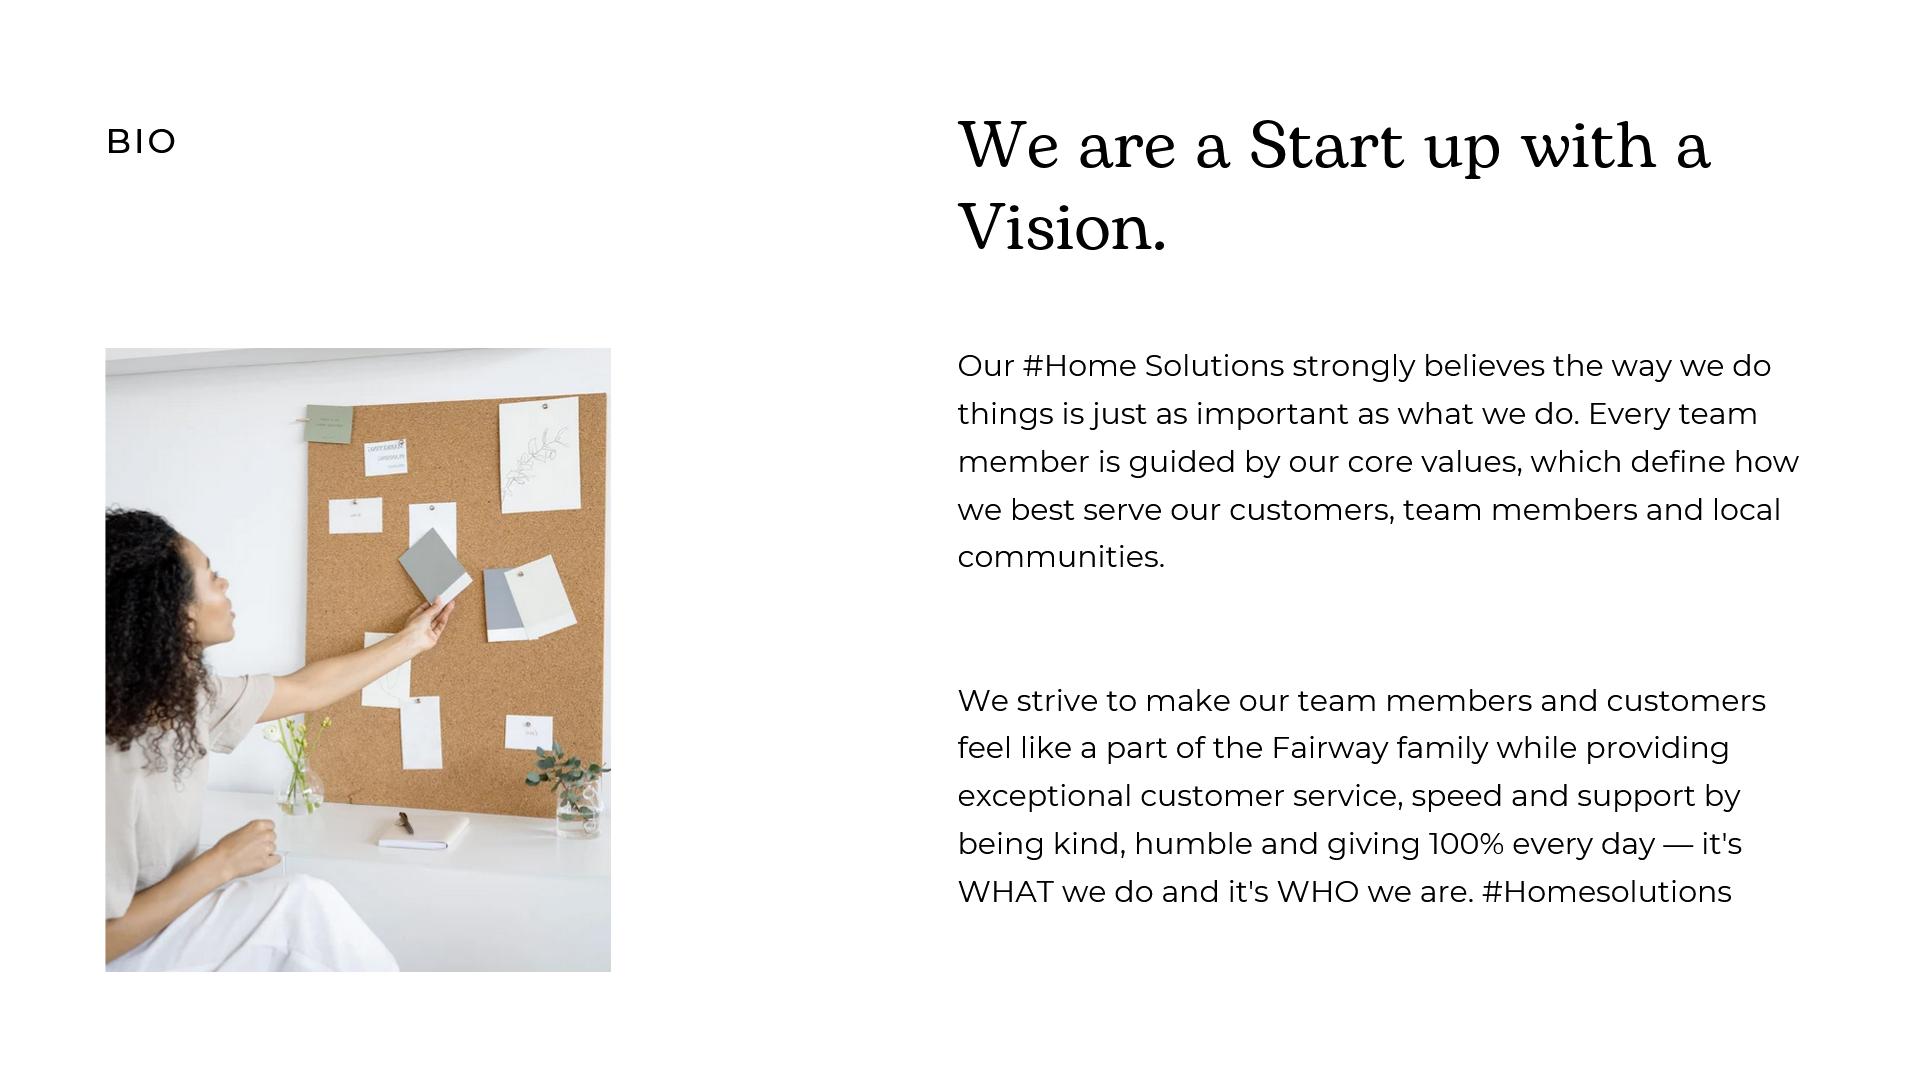 BIO
We are a Start up with a
Vision.
Our #Home Solutions strongly believes the way we do
things is just as important as what we do. Every team
member is guided by our core values, which define how
we best serve our customers, team members and local
communities.
We strive to make our team members and customers
feel like a part of the Fairway family while providing
exceptional customer service, speed and support by
being kind, humble and giving 100% every day — it's
WHAT we do and it's WHO we are. #Homesolutions